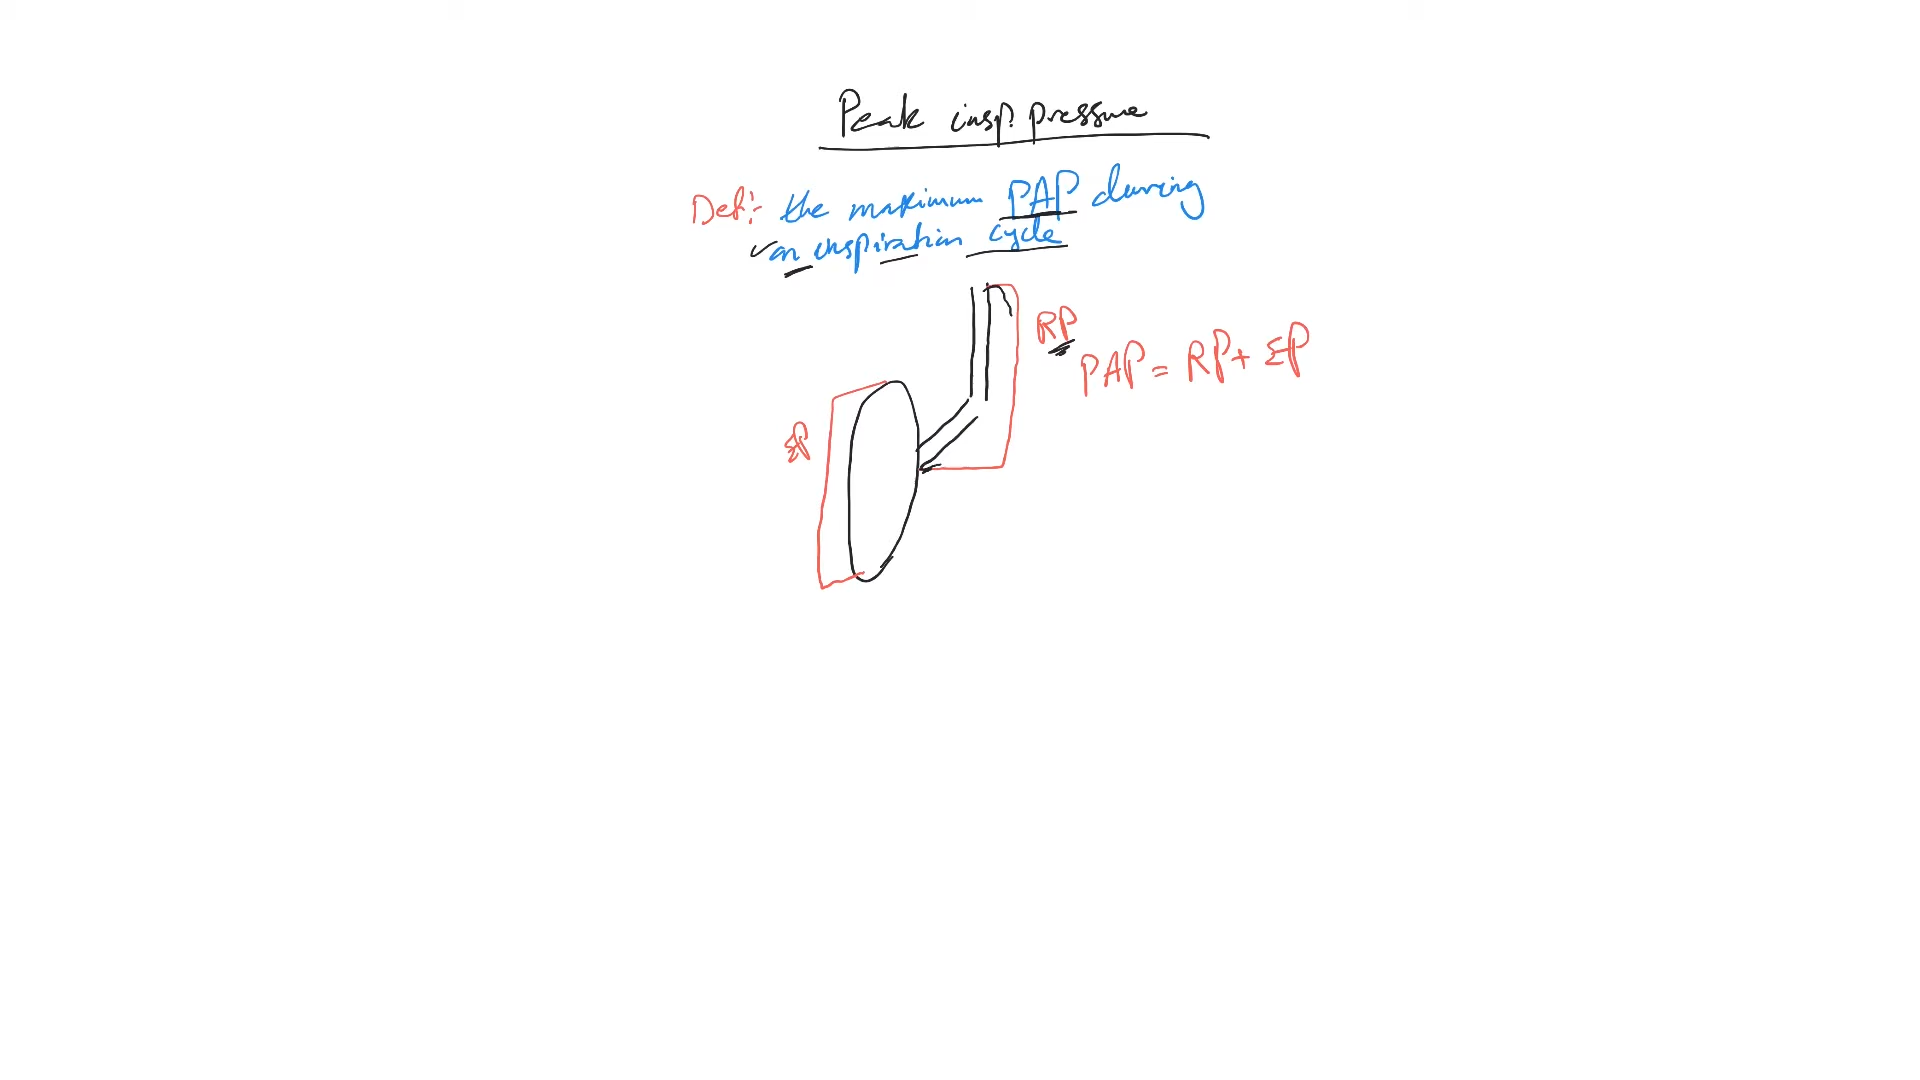 Peak insp. pressure
Def:- the maximum PAP during
an inspiration cycle
RP
PAP = RP + EP
EP